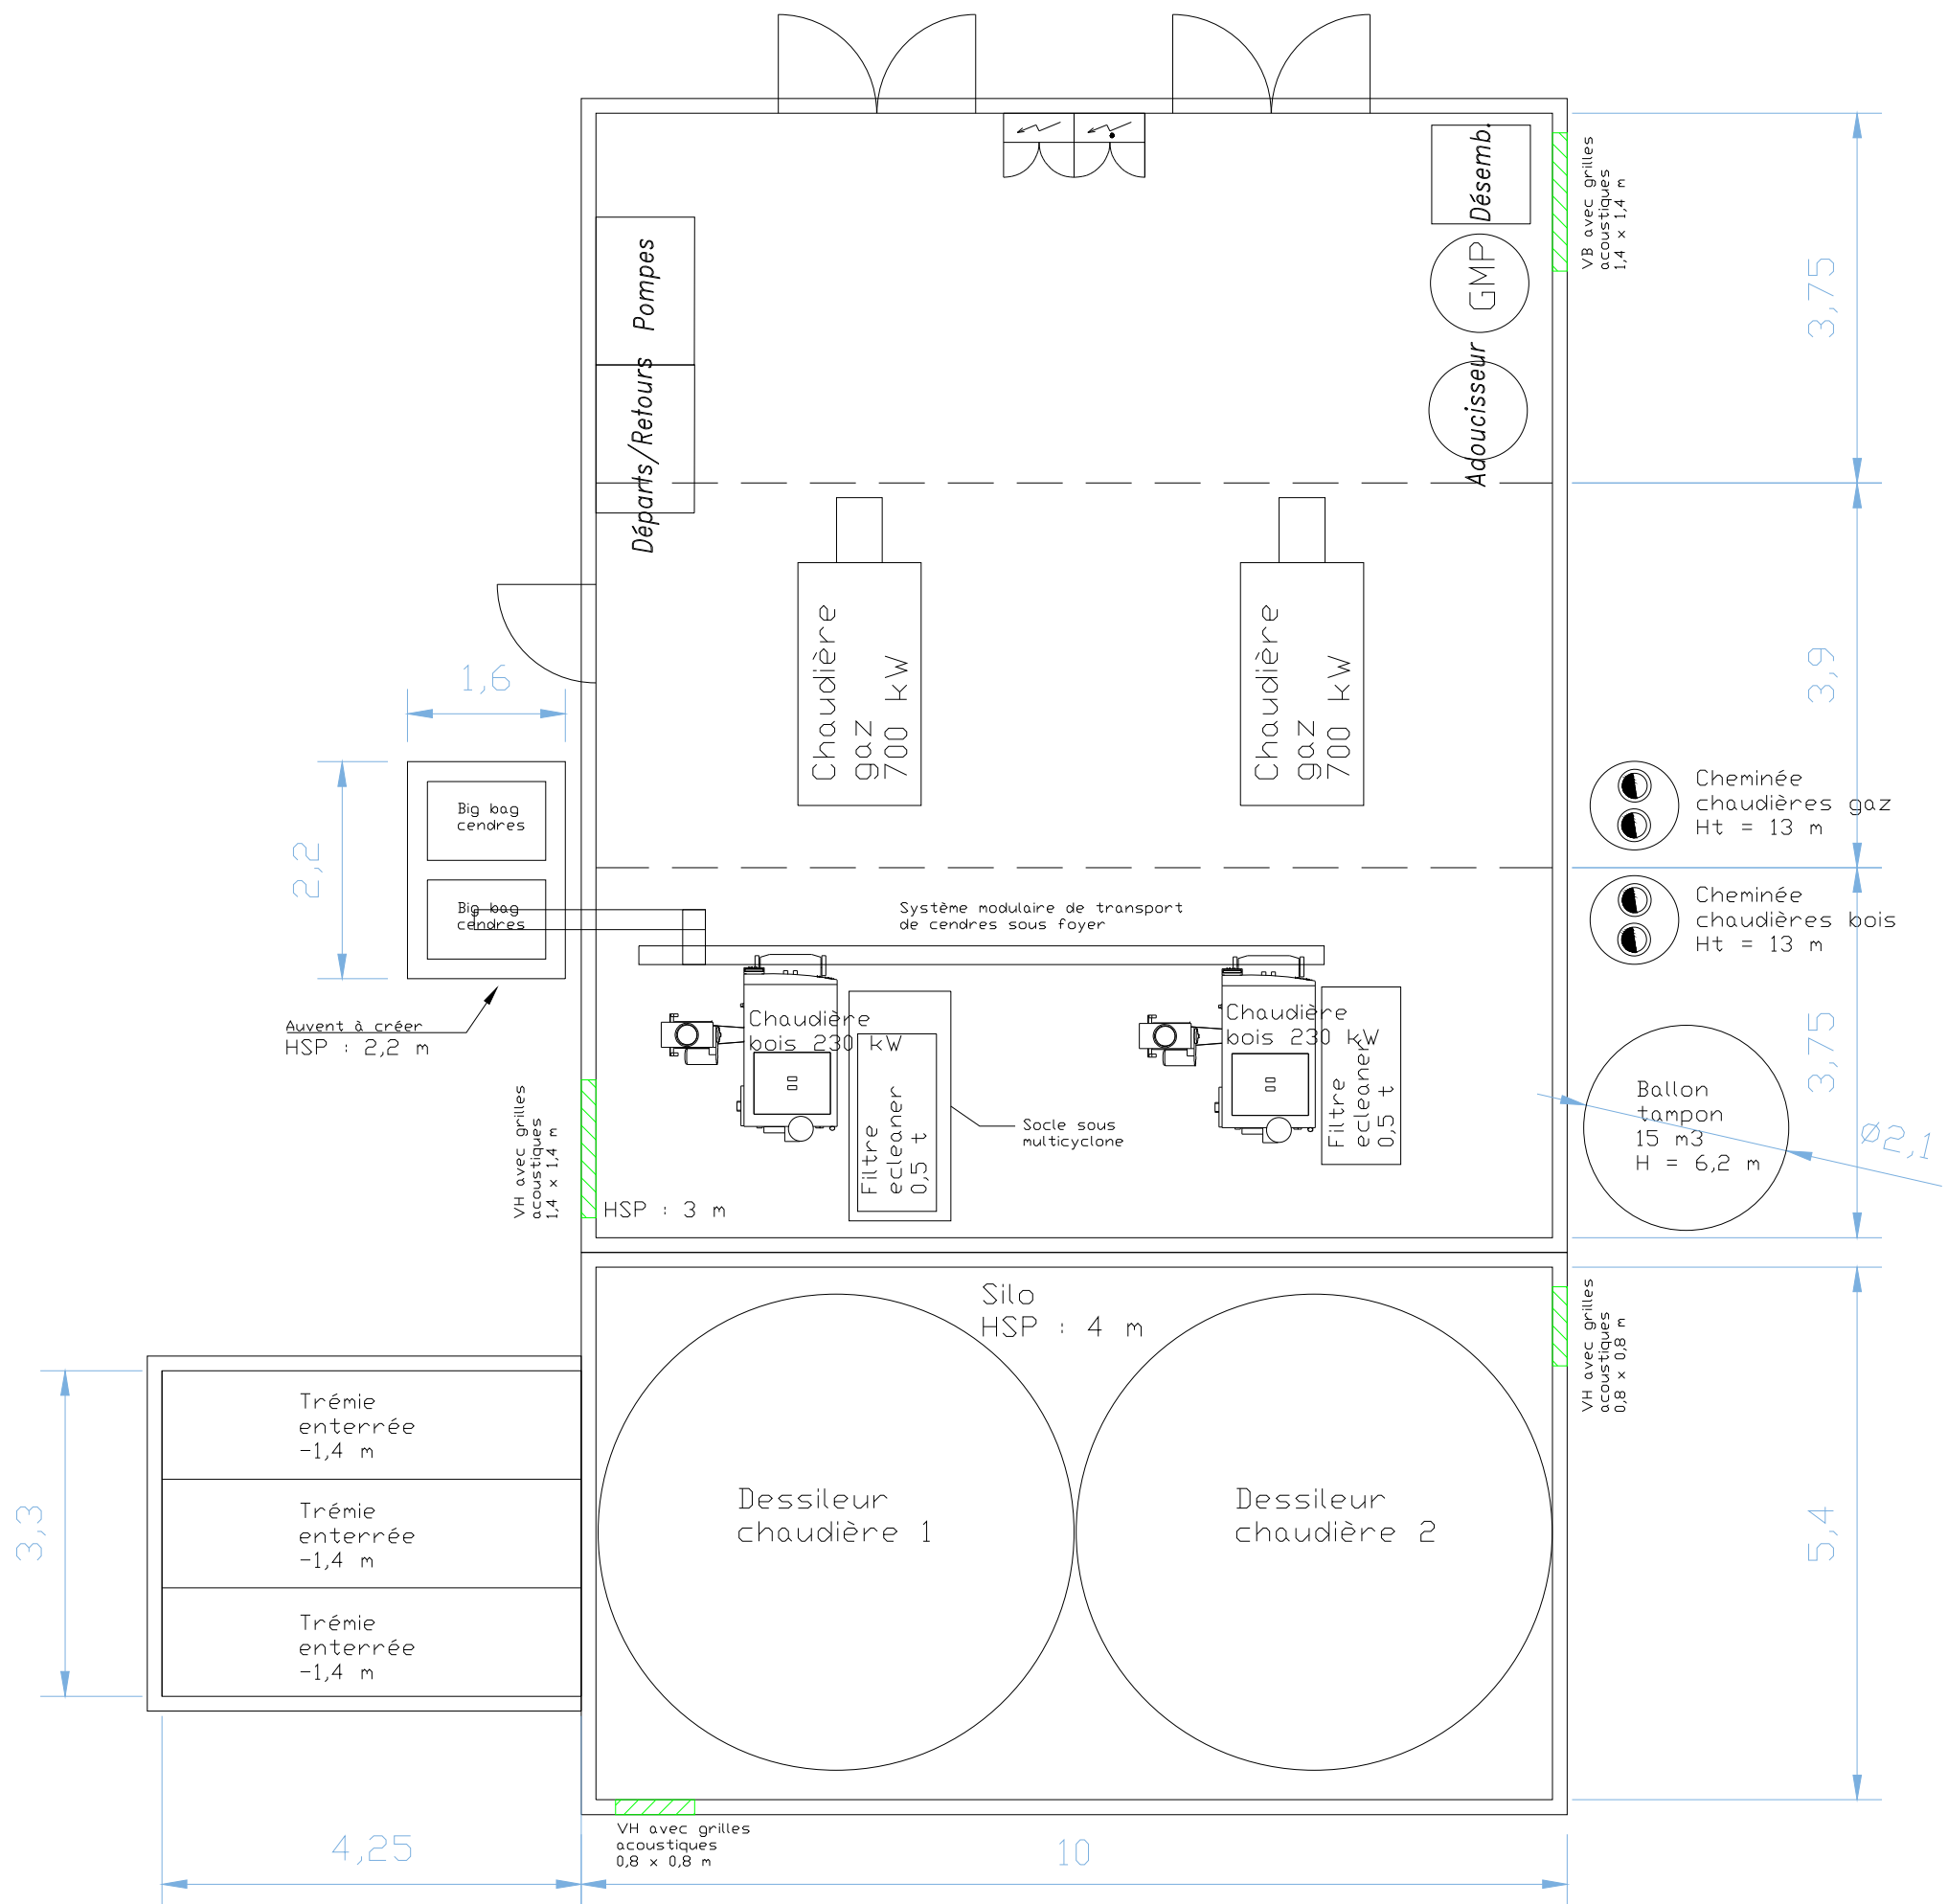 Désemb.
VB avec grilles
acoustiques
1,4 x 1,4 m
Pompes
GMP
3,75
Départs/Retours
Adoucisseur
Chaudière
gaz
700 kW
Chaudière
gaz
700 kW
3,9
1,6
2,2
Big bag
cendres
Big bag
cendres
Cheminée
chaudières gaz
Ht = 13 m
Cheminée
chaudières bois
Ht = 13 m
Système modulaire de transport
de cendres sous foyer
Auvent à créer
HSP : 2,2 m
Chaudière
bois 230 kW
Chaudière
bois 230 kW
Filtre
ecleaner
0,5 t
Filtre
ecleaner
0,5 t
Socle sous
multicyclone
3,75
Ballon
tampon
15 m3
H = 6,2 m
Ø2,1
VH avec grilles
acoustiques
1,4 x 1,4 m
HSP : 3 m
Silo
HSP : 4 m
VH avec grilles
acoustiques
0,8 x 0,8 m
Trémie
enterrée
-1,4 m
Trémie
enterrée
-1,4 m
Trémie
enterrée
-1,4 m
3,3
Dessileur
chaudière 1
Dessileur
chaudière 2
5,4
VH avec grilles
acoustiques
0,8 x 0,8 m
4,25
10